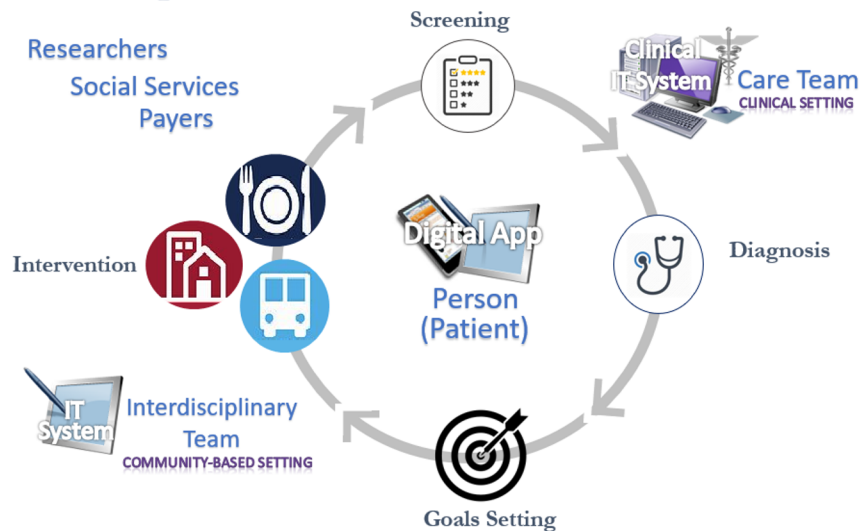 Screening
Researchers
Social Services
Payers
Clinical
IT System
Care Team
CLINICAL SETTING
Digital App
Person
(Patient)
Diagnosis
Intervention
IT
System
Interdisciplinary
Team
COMMUNITY-BASED SETTING
Goals Setting